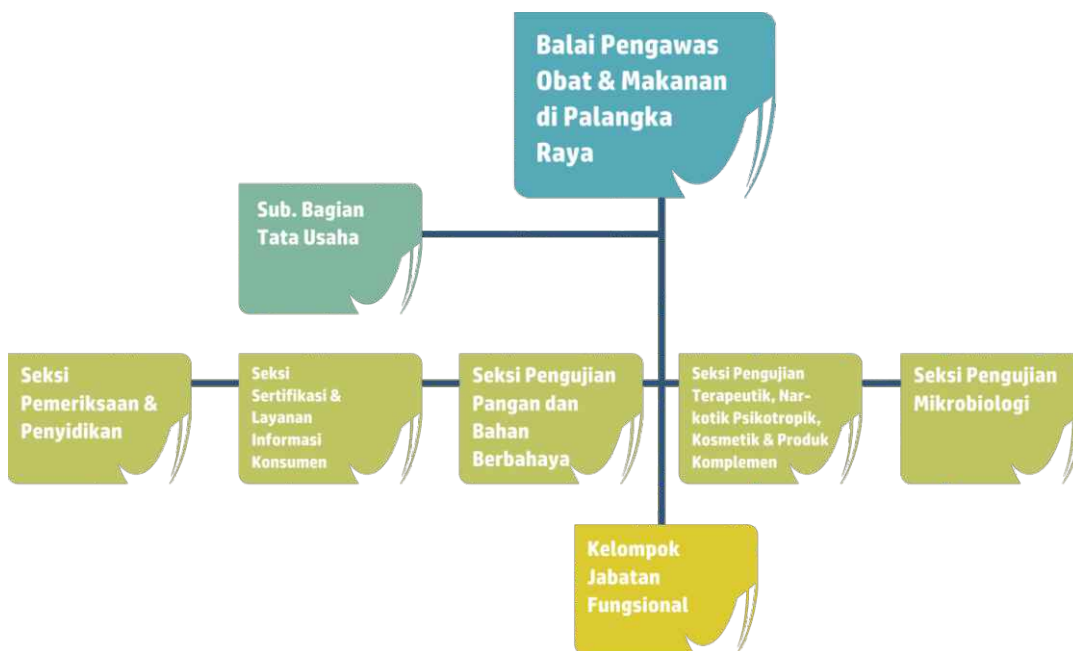 Balai Pengawas
Obat & Makanan
di Palangka
Raya
Sub. Bagian
Tata Usaha
Seksi
Pemeriksaan &
Penyidikan
Seksi
Sertifikasi &
Layanan
Informasi
Konsumen
Seksi Pengujian
Pangan dan
Bahan
Berbahaya
Seksi Pengujian
Terapeutik, Nar-
kotik Psikotropik,
Kosmetik & Produk
Komplemen
Seksi Pengujian
Mikrobiologi
Kelompok
Jabatan
Fungsional